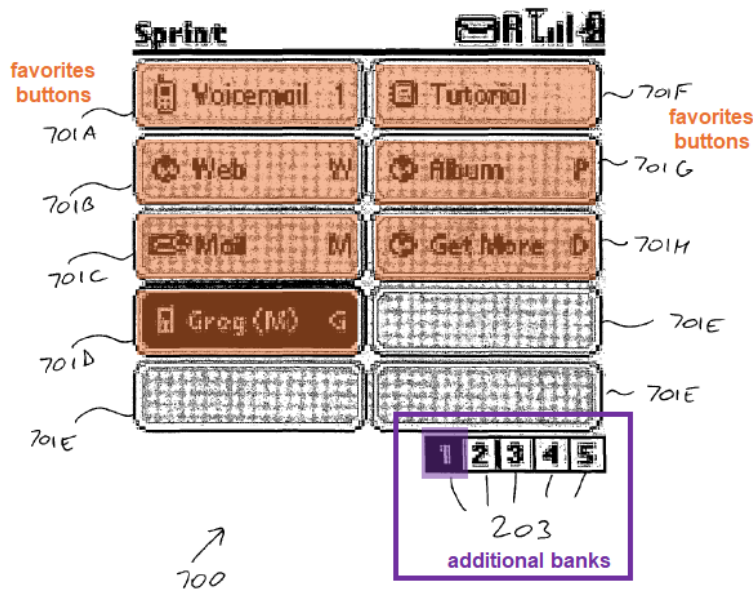 Sprint
favorites buttons
Voicemail 1
Tutorial
701F
favorites buttons
701A
Web W
Album P
701G
701B
Mail M
Get More D
701H
701C
Greg (M) G
701E
701D
701E
701E
1 2 3 4 5
203
additional banks
700